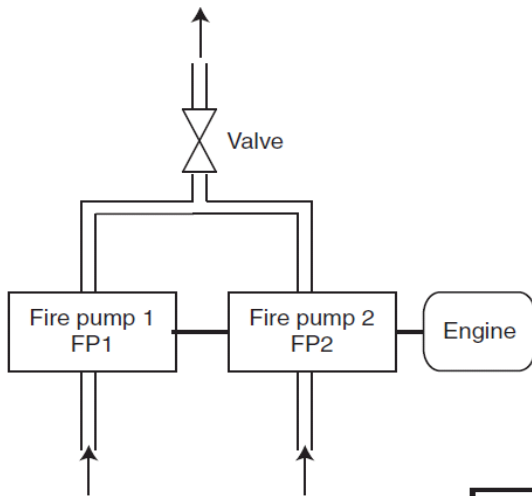 Valve
Fire pump 1
FP1
Fire pump 2
FP2
Engine